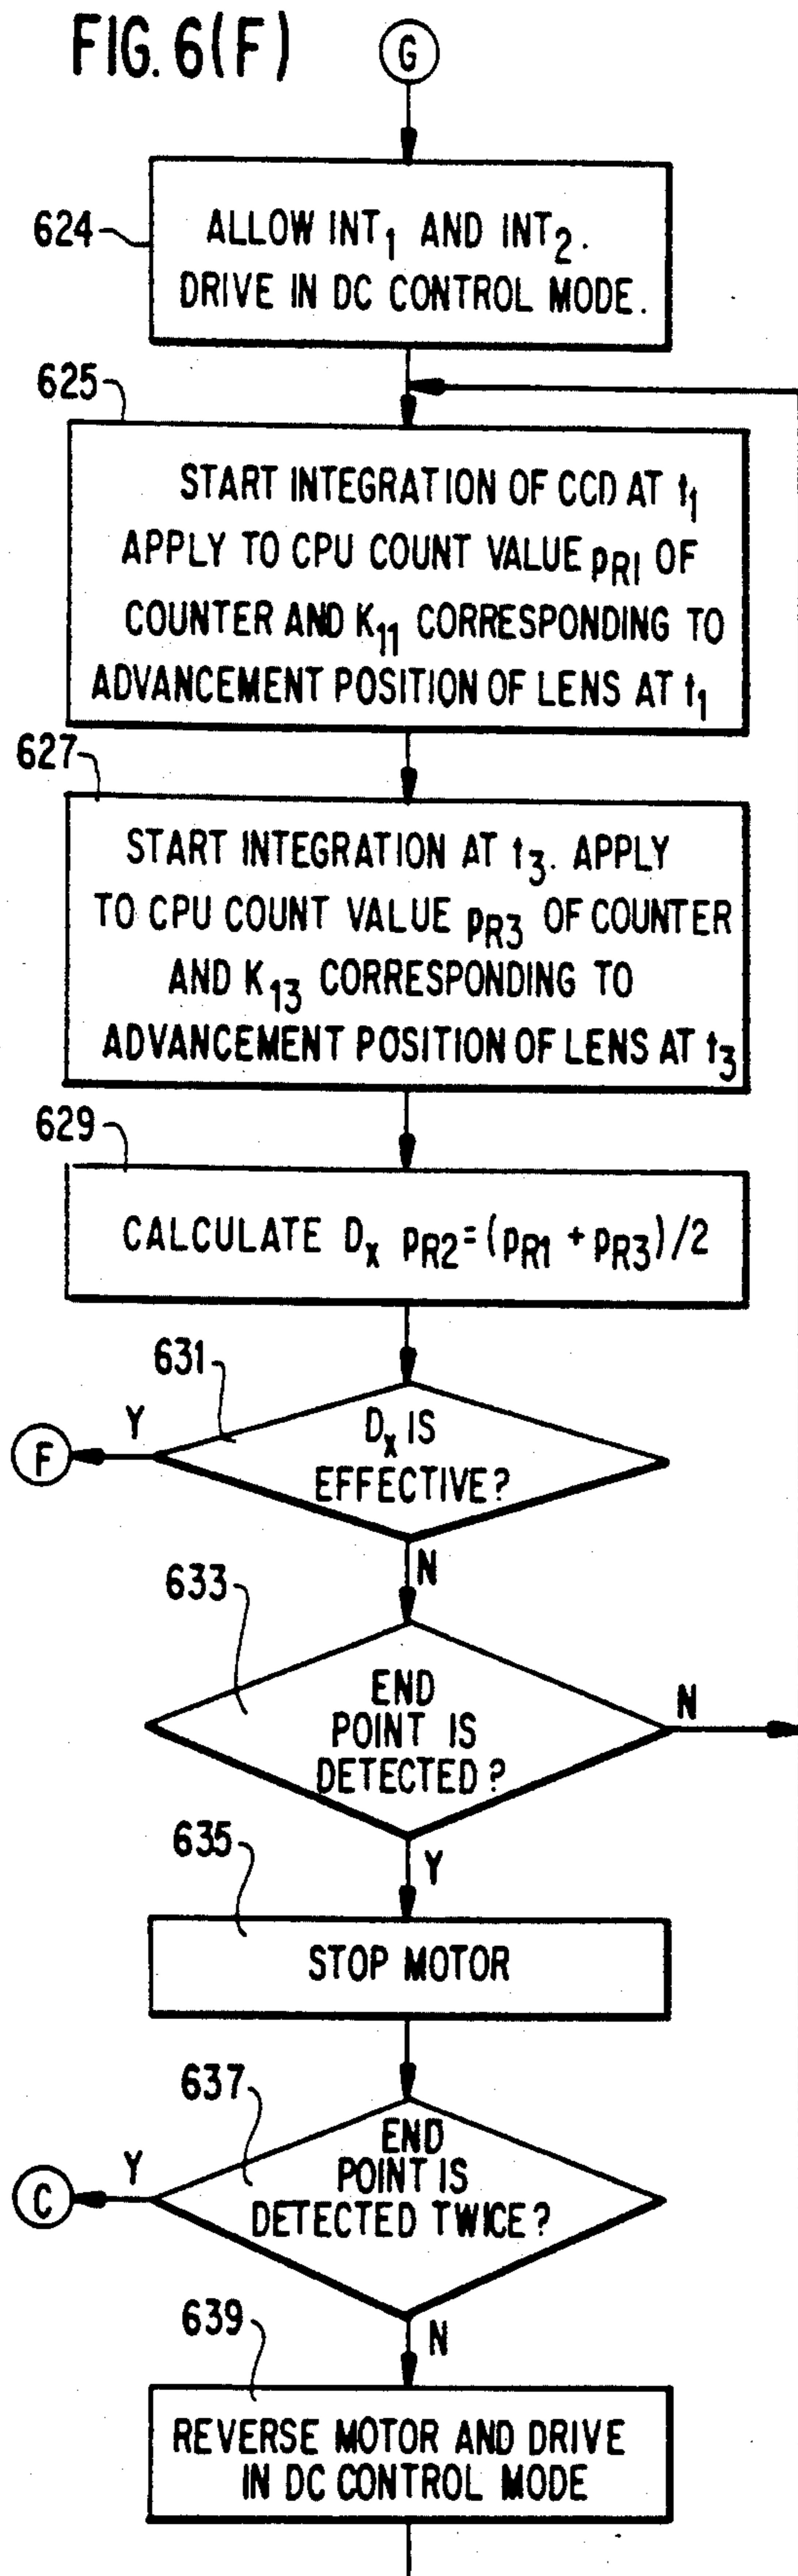 FIG. 6(F)
G
624
ALLOW INT₁ AND INT₂.
DRIVE IN DC CONTROL MODE.
625
START INTEGRATION OF CCD AT t₁
APPLY TO CPU COUNT VALUE pR1 OF
COUNTER AND K₁₁ CORRESPONDING TO
ADVANCEMENT POSITION OF LENS AT t₁
627
START INTEGRATION AT t₃. APPLY
TO CPU COUNT VALUE pR3 OF COUNTER
AND K₁₃ CORRESPONDING TO
ADVANCEMENT POSITION OF LENS AT t₃
629
CALCULATE Dₓ pR2=(pR1 + pR3)/2
631
Y
F
Dₓ IS
EFFECTIVE?
N
633
END
POINT IS
DETECTED?
N
635
Y
STOP MOTOR
637
Y
C
END
POINT IS
DETECTED TWICE?
639
N
REVERSE MOTOR AND DRIVE
IN DC CONTROL MODE